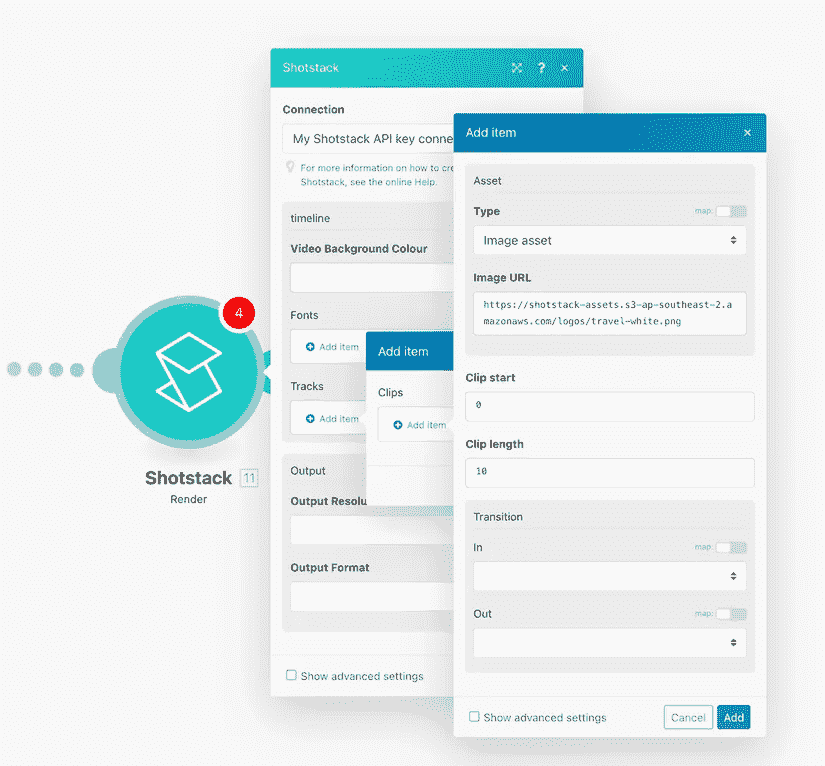 4
Shotstack
11
Render
Shotstack
?
×
Connection
My Shotstack API key conne
For more information on how to cre
Shotstack, see the online Help.
timeline
Video Background Colour
Fonts
Add item
Tracks
Add item
Output
Output Resolu
Output Format
Show advanced settings
Add item
Clips
Add item
Add item
×
Asset
Type
map:
Image asset
Image URL
https://shotstack-assets.s3-ap-southeast-2.a
mazonaws.com/logos/travel-white.png
Clip start
0
Clip length
10
Transition
In
map:
Out
map:
Show advanced settings
Cancel
Add